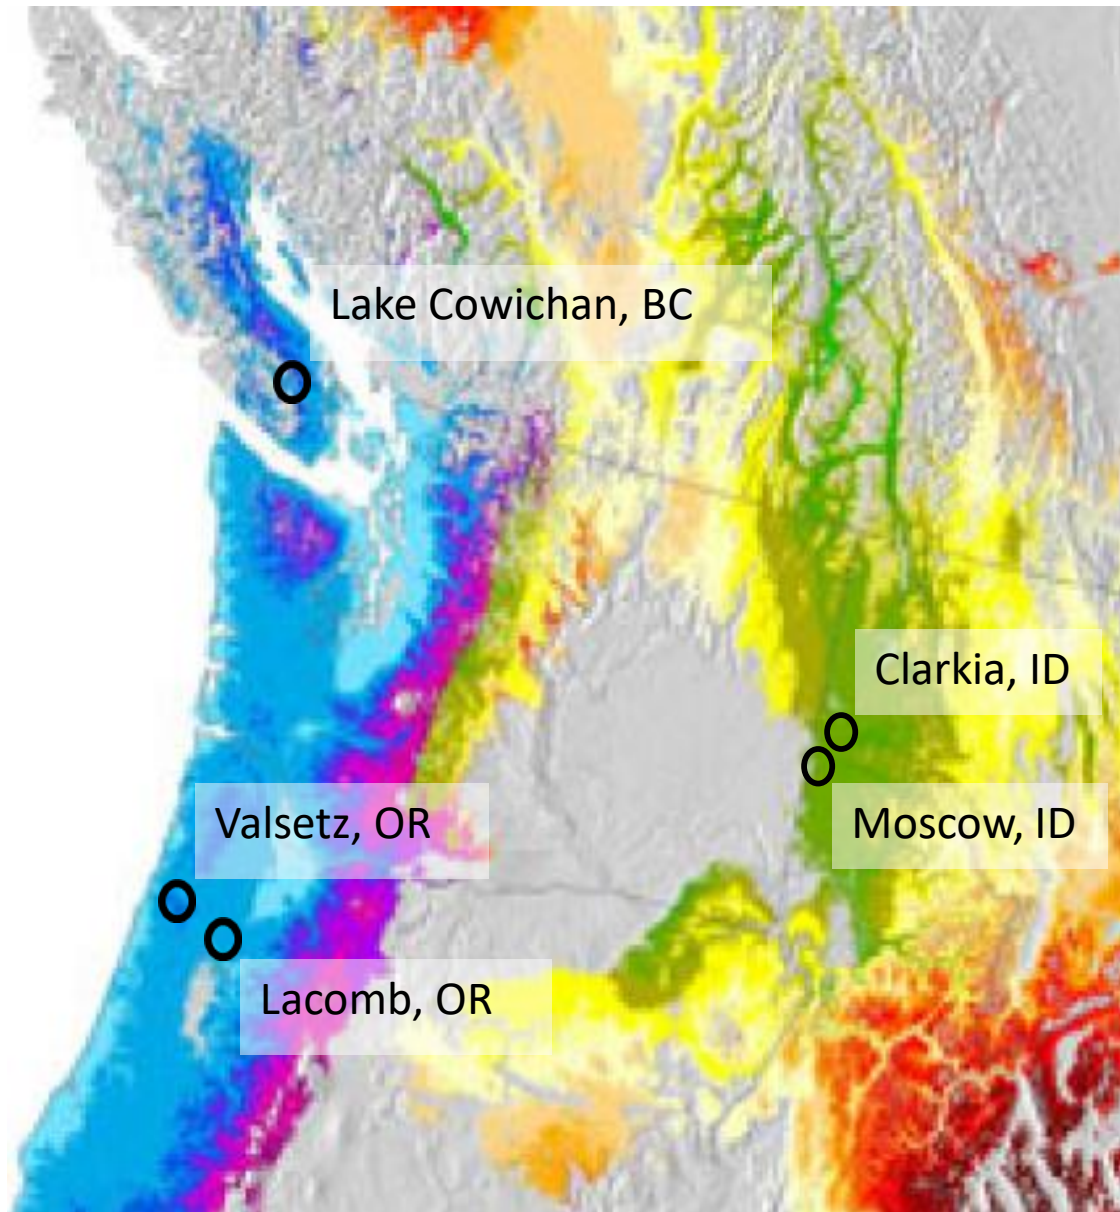 Lake Cowichan, BC
Clarkia, ID
Valsetz, OR
Moscow, ID
Lacomb, OR